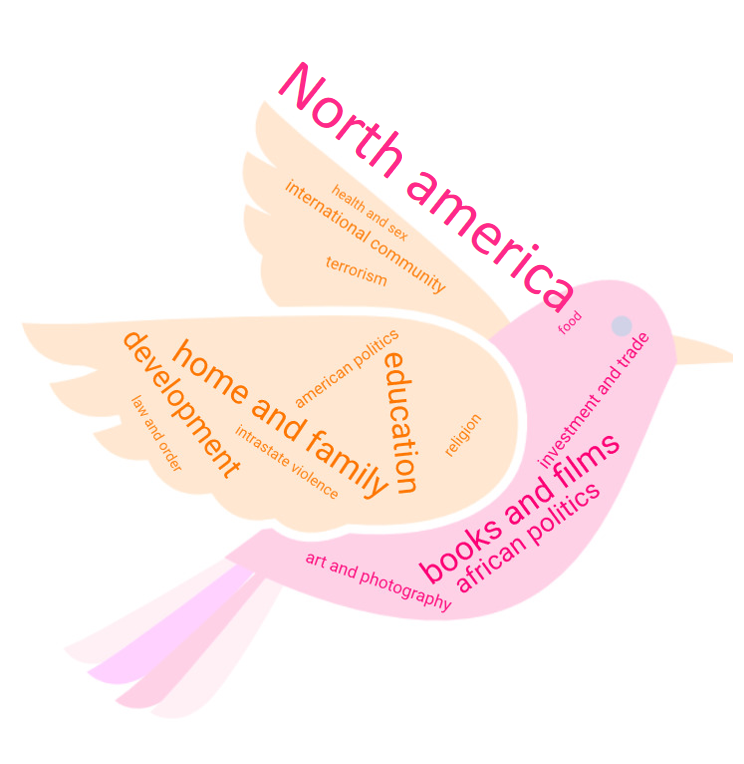 North america
health and sex
international community
terrorism
food
american politics
home and family
development
education
investment and trade
law and order
intrastate violence
religion
books and films
african politics
art and photography